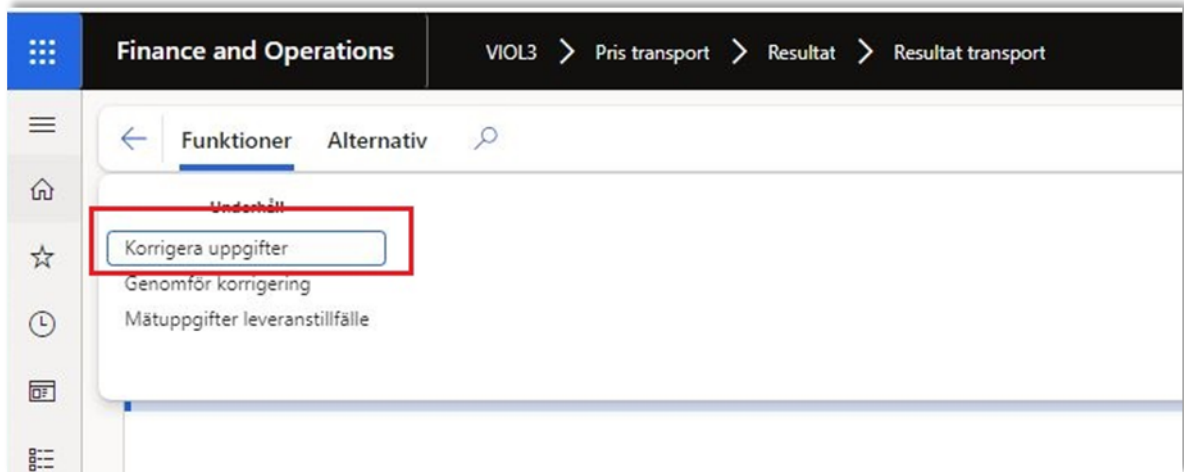 Finance and Operations VIOL3 > Pris transport > Resultat > Resultat transport
Funktioner Alternativ
Underhåll
Korrigera uppgifter
Genomför korrigering
Mätuppgifter leveranstillfälle